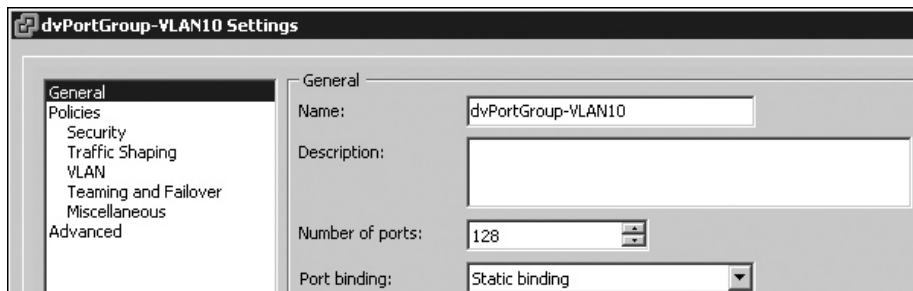 dvPortGroup-VLAN10 Settings
General
Policies
Security
Traffic Shaping
VLAN
Teaming and Failover
Miscellaneous
Advanced
General
Name: dvPortGroup-VLAN10
Description:
Number of ports: 128
Port binding: Static binding